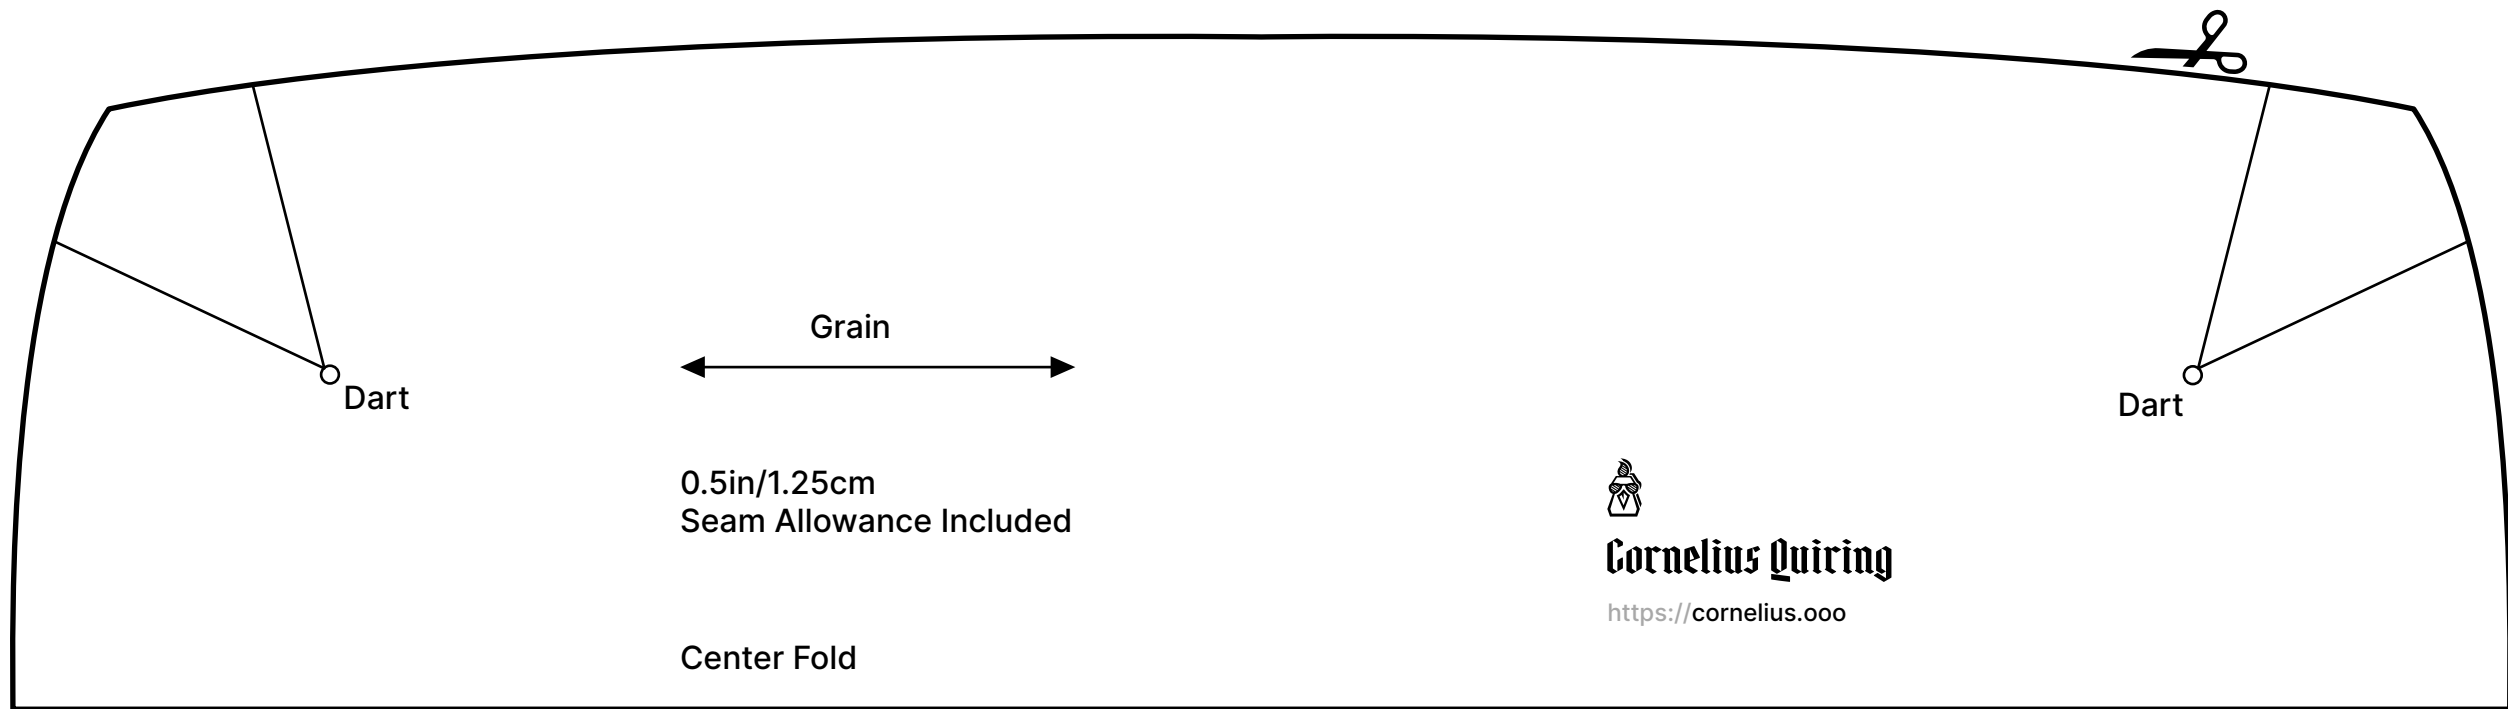 Grain
Dart
Dart
0.5in/1.25cm
Seam Allowance Included
Cornelius Quiring
https://cornelius.ooo
Center Fold